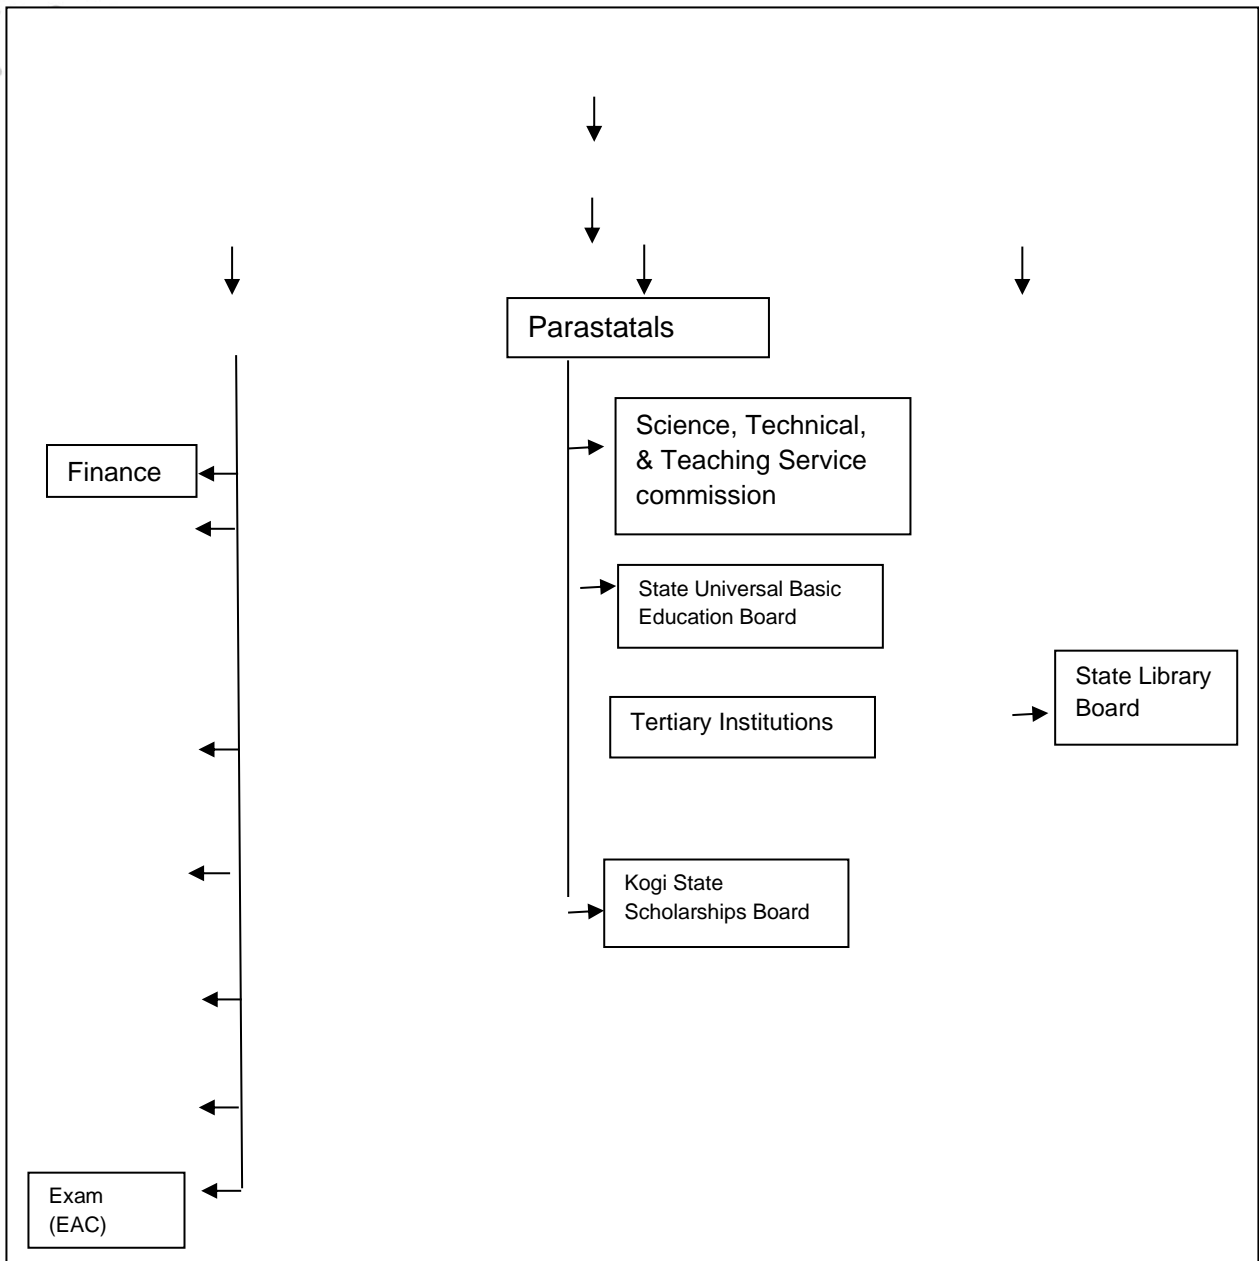 Parastatals
Science, Technical,
& Teaching Service
commission
Finance
State Universal Basic
Education Board
State Library
Board
Tertiary Institutions
Kogi State
Scholarships Board
Exam
(EAC)